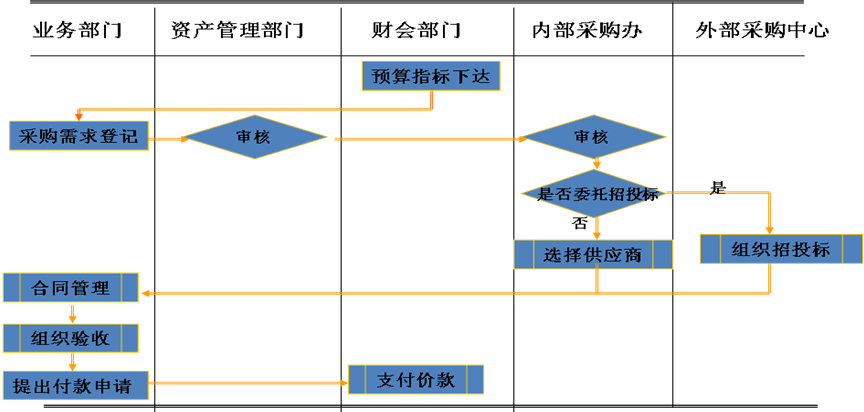 业务部门
资产管理部门
财会部门
内部采购办
外部采购中心
预算指标下达
采购需求登记
审核
审核
是否委托招投标
是
否
选择供应商
组织招投标
合同管理
组织验收
提出付款申请
支付价款